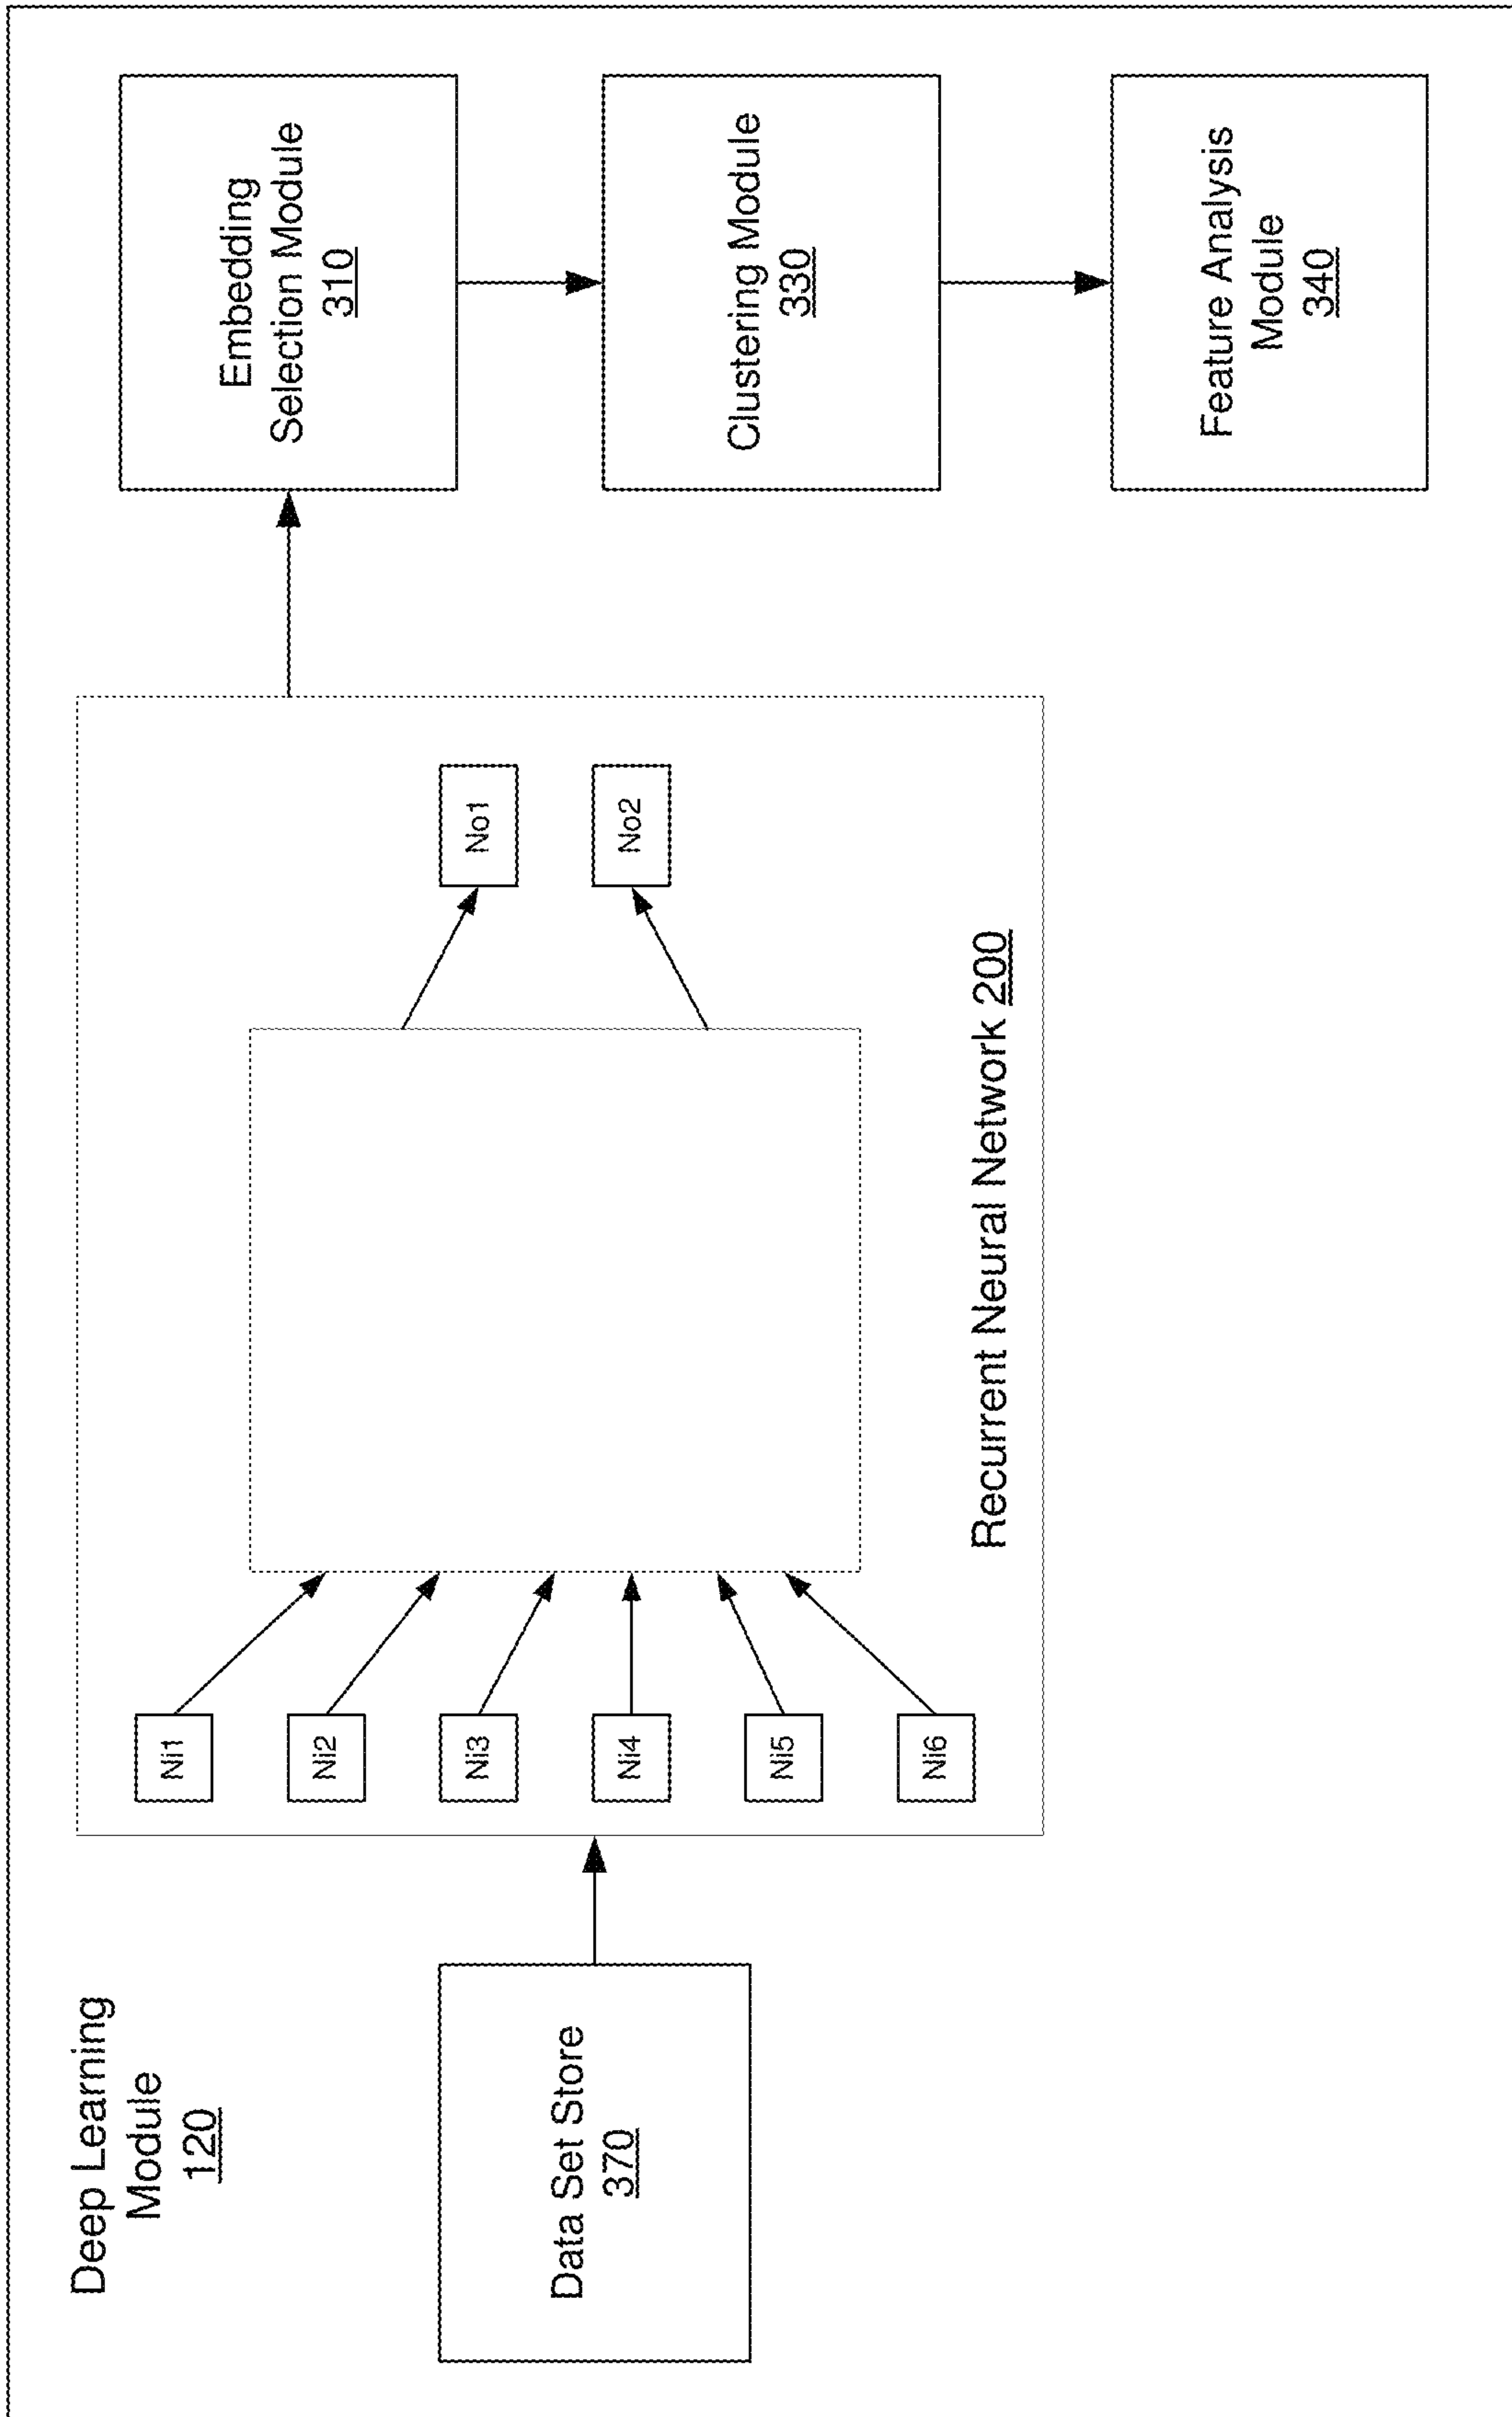 Deep Learning
Module
120
Data Set Store
370
Ni1
Ni2
Ni3
Ni4
Ni5
Ni6
No1
No2
Recurrent Neural Network 200
Embedding
Selection Module
310
Clustering Module
330
Feature Analysis
Module
340